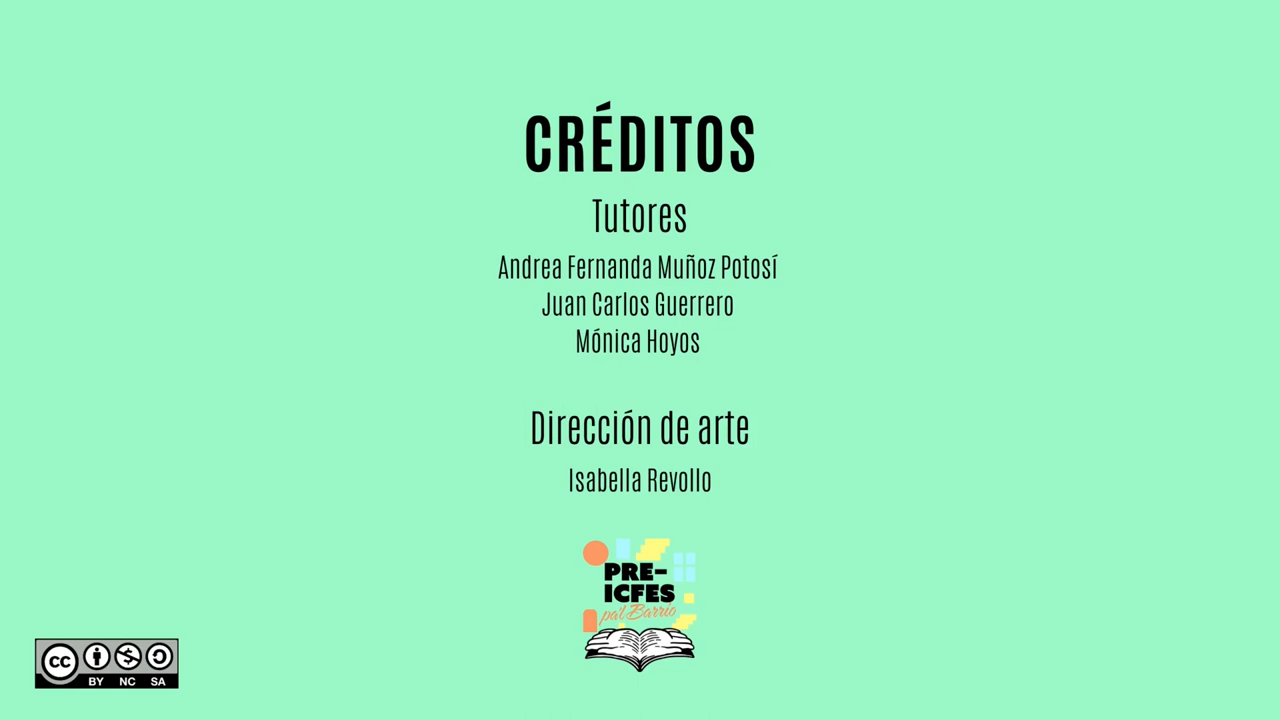 CRÉDITOS
Tutores
Andrea Fernanda Muñoz Potosí
Juan Carlos Guerrero
Mónica Hoyos
Dirección de arte
Isabella Revollo
PRE-
ICFES
pa'l Barrio
cc
BY NC SA